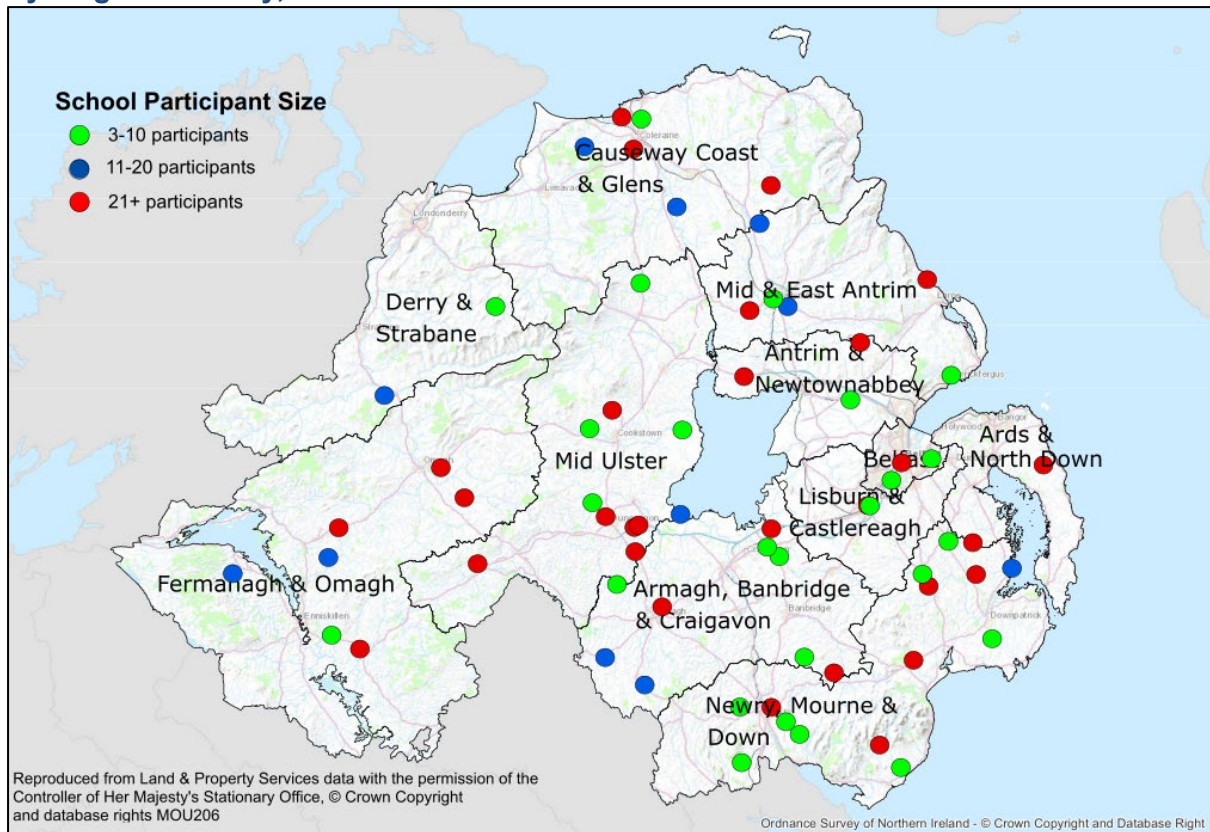 School Participant Size
3-10 participants
11-20 participants
21+ participants
Coleraine
Causeway Coast
& Glens
Londonderry
Mid & East Antrim
Derry &
Strabane
Antrim &
Newtownabbey
Cookstown
Mid Ulster
Bangor
Holywood
Ards &
North Down
Lisburn &
Castlereagh
Fermanagh & Omagh
Enniskillen
Armagh, Banbridge
& Craigavon
Banbridge
Downpatrick
Newry, Mourne &
Down
Reproduced from Land & Property Services data with the permission of the
Controller of Her Majesty's Stationary Office, © Crown Copyright
and database rights MOU206
Ordnance Survey of Northern Ireland - © Crown Copyright and Database Right